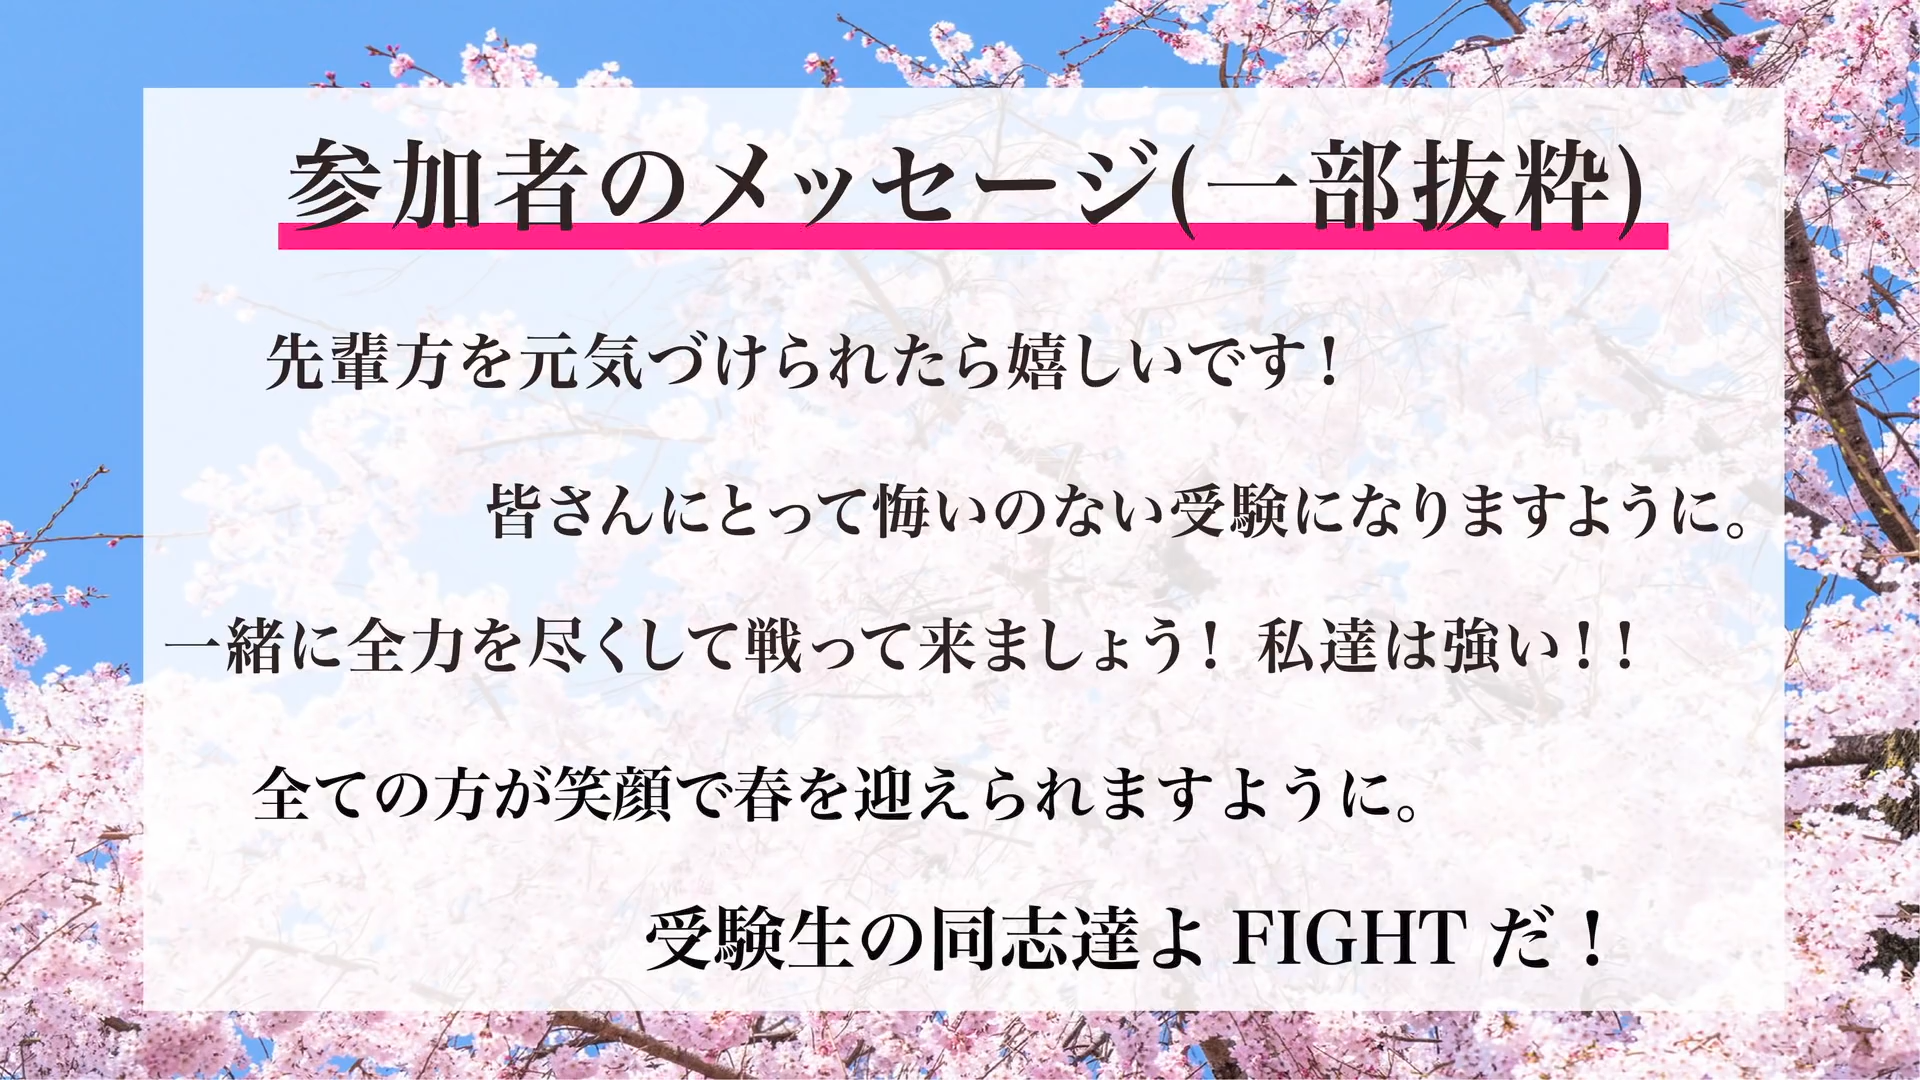 参加者のメッセージ(一部抜粋)
先輩方を元気づけられたら嬉しいです！
皆さんにとって悔いのない受験になりますように。
一緒に全力を尽くして戦って来ましょう！ 私達は強い！！
全ての方が笑顔で春を迎えられますように。
受験生の同志達よ FIGHT だ！